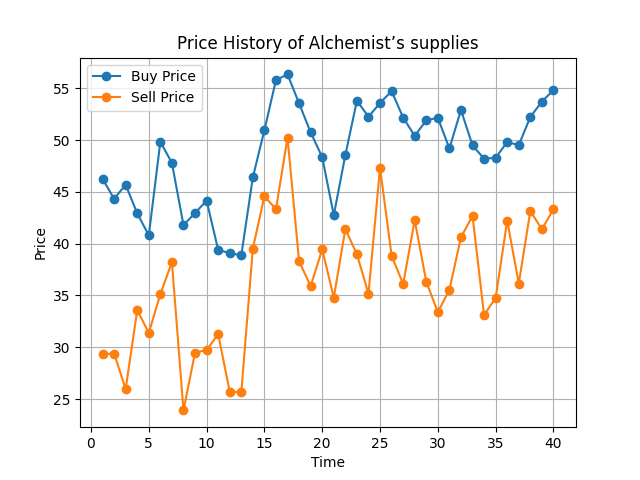 Price History of Alchemist’s supplies
Buy Price
Sell Price
55
50
45
40
35
30
25
Price
0 5 10 15 20 25 30 35 40
Time